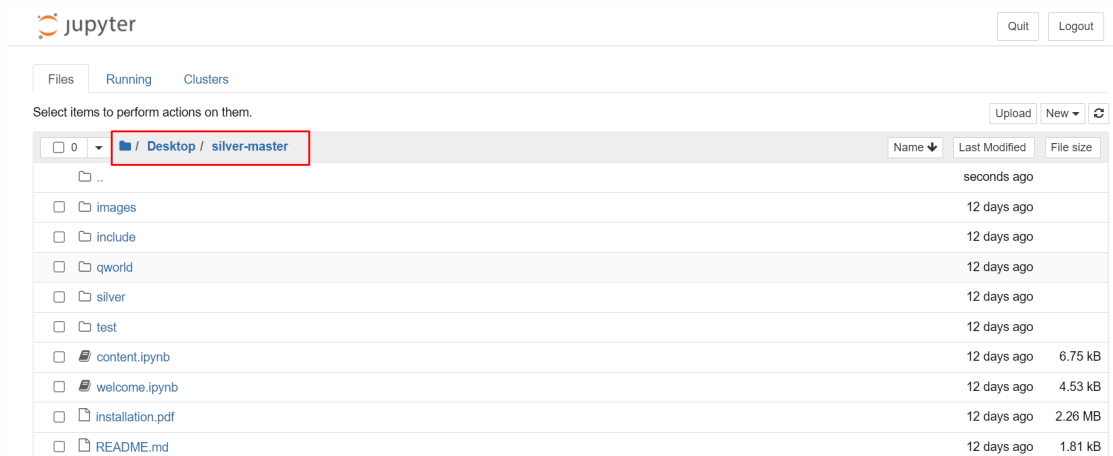 jupyter Quit Logout
Files Running Clusters
Select items to perform actions on them. Upload New
0 / Desktop / silver-master Name Last Modified File size
.. seconds ago
images 12 days ago
include 12 days ago
qworld 12 days ago
silver 12 days ago
test 12 days ago
content.ipynb 12 days ago 6.75 kB
welcome.ipynb 12 days ago 4.53 kB
installation.pdf 12 days ago 2.26 MB
README.md 12 days ago 1.81 kB